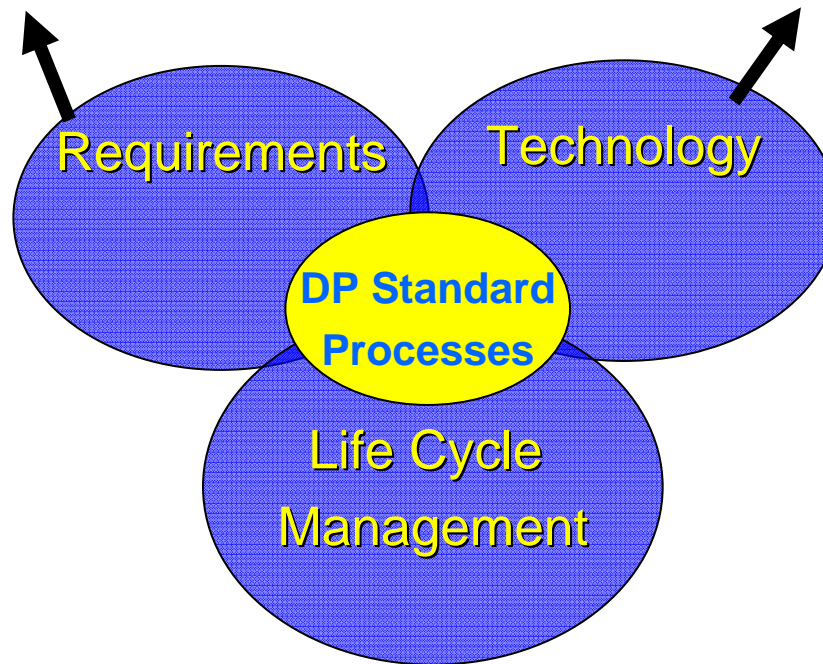 Requirements
Technology
DP Standard
Processes
Life Cycle
Management